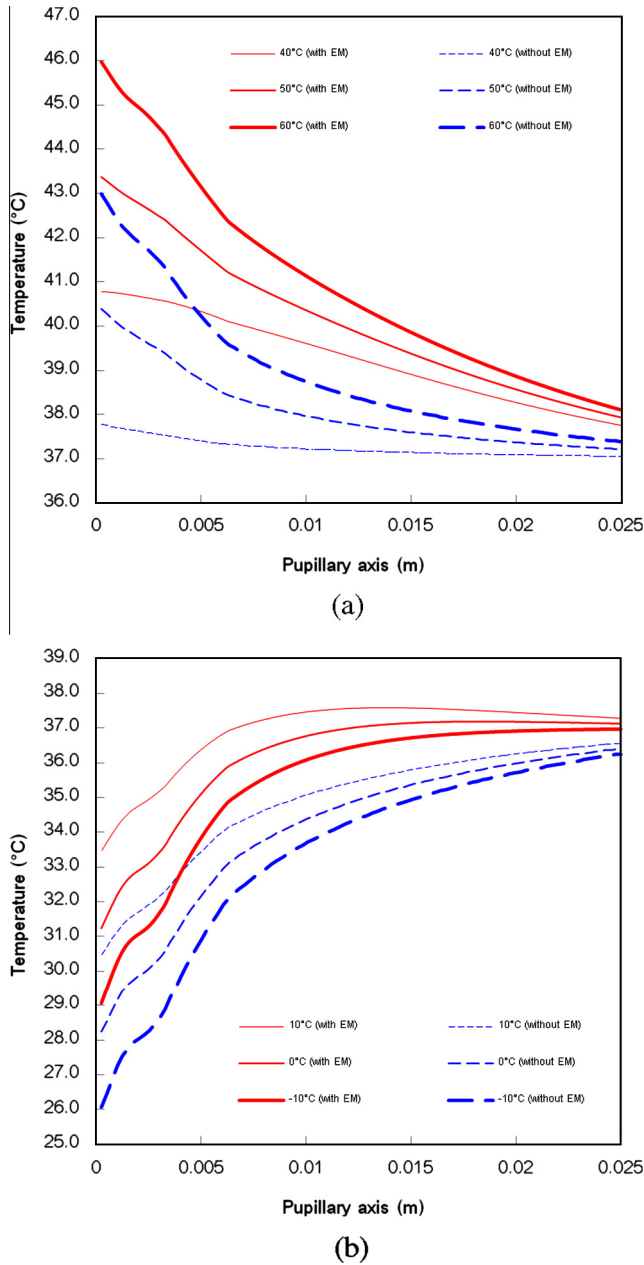 47.0
46.0
45.0
44.0
43.0
42.0
41.0
40.0
39.0
38.0
37.0
36.0
Temperature (°C)
40°C (with EM) 40°C (without EM)
50°C (with EM) 50°C (without EM)
60°C (with EM) 60°C (without EM)
0 0.005 0.01 0.015 0.02 0.025
Pupillary axis (m)
(a)
39.0
38.0
37.0
36.0
35.0
34.0
33.0
32.0
31.0
30.0
29.0
28.0
27.0
26.0
25.0
Temperature (°C)
10°C (with EM) 10°C (without EM)
0°C (with EM) 0°C (without EM)
-10°C (with EM) -10°C (without EM)
0 0.005 0.01 0.015 0.02 0.025
Pupillary axis (m)
(b)